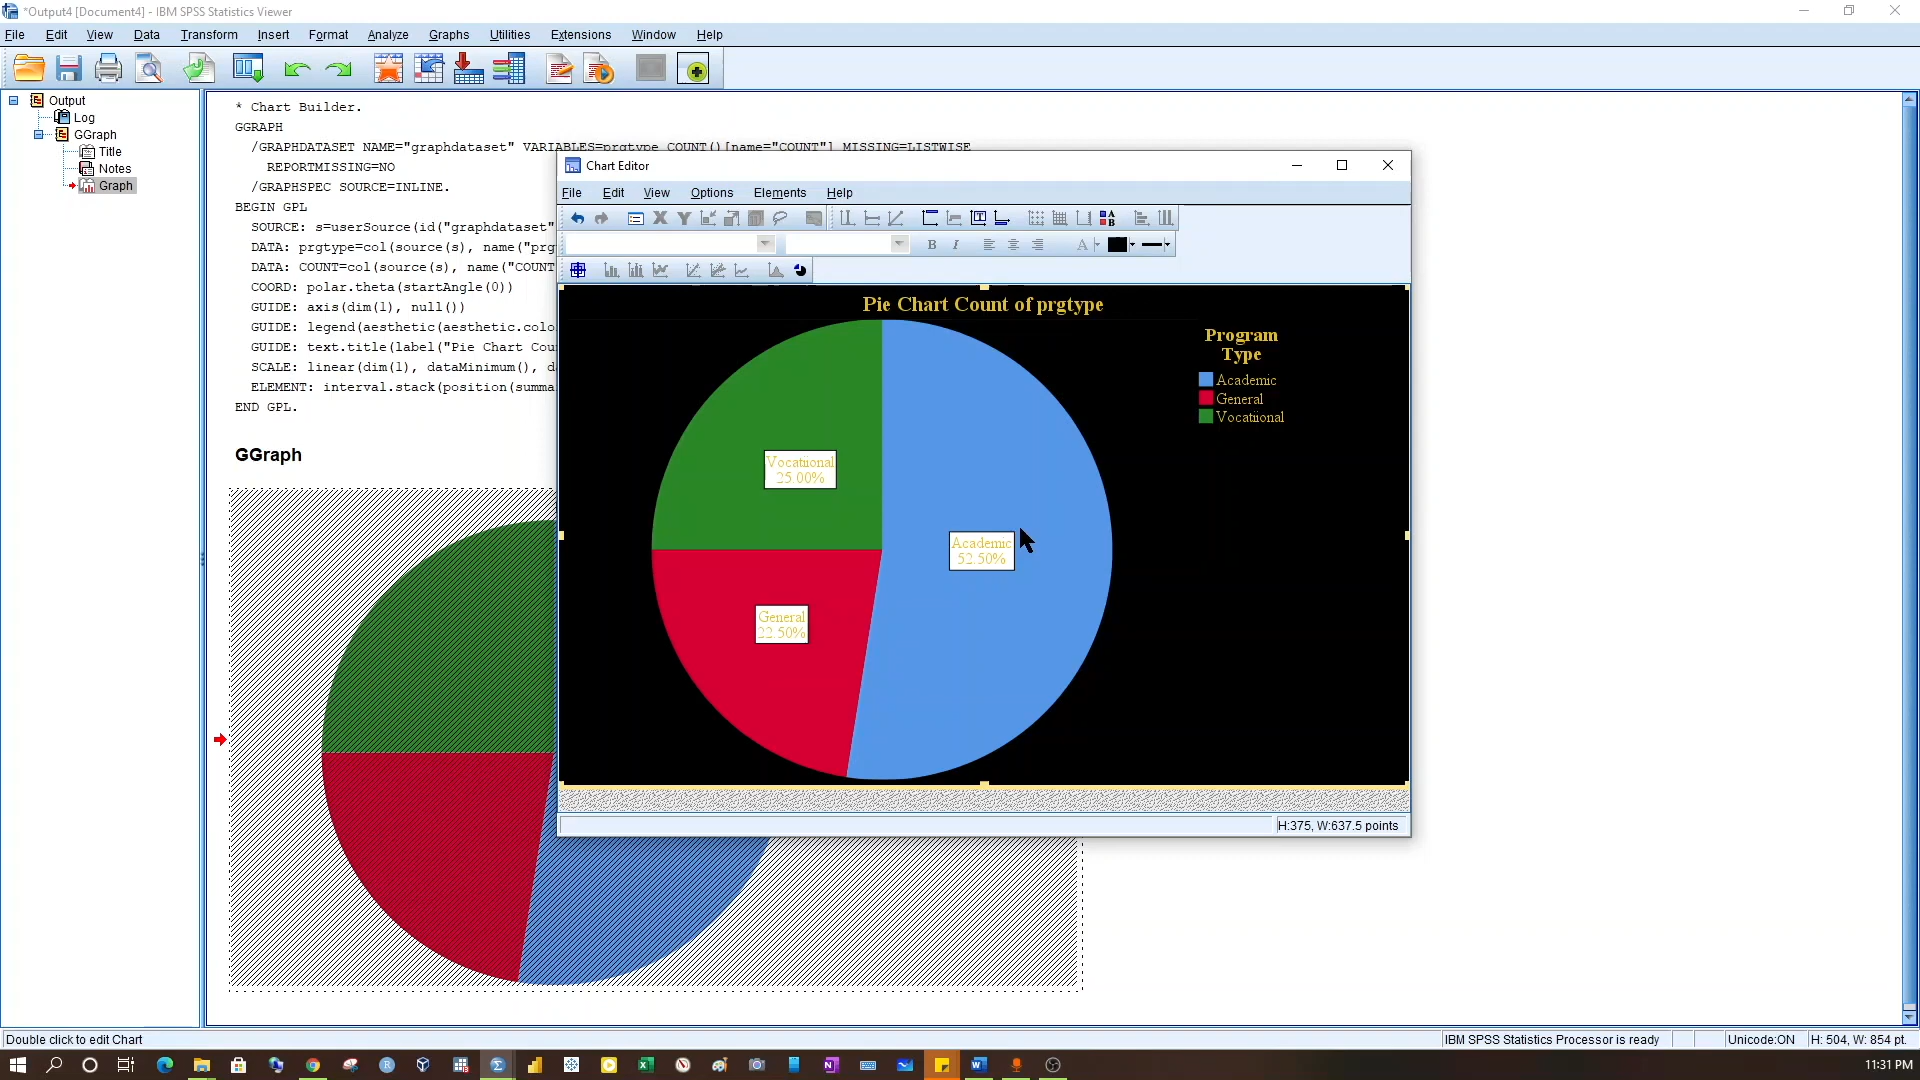 *Output4 [Document4] - IBM SPSS Statistics Viewer
File Edit View Data Transform Insert Format Analyze Graphs Utilities Extensions Window Help
Output
Log
GGraph
Title
Notes
Graph
* Chart Builder.
GGRAPH
/GRAPHDATASET NAME="graphdataset" VARIABLES=prgtype COUNT()[name="COUNT"] MISSING=LISTWISE
REPORTMISSING=NO
/GRAPHSPEC SOURCE=INLINE.
BEGIN GPL
SOURCE: s=userSource(id("graphdataset"
DATA: prgtype=col(source(s), name("prg
DATA: COUNT=col(source(s), name("COUNT
COORD: polar.theta(startAngle(0))
GUIDE: axis(dim(1), null())
GUIDE: legend(aesthetic(aesthetic.colo
GUIDE: text.title(label("Pie Chart Cou
SCALE: linear(dim(1), dataMinimum(), d
ELEMENT: interval.stack(position(summa
END GPL.
GGraph
Chart Editor
File Edit View Options Elements Help
Pie Chart Count of prgtype
Program
Type
Academic
General
Vocatiional
Vocatiional
25.00%
Academic
52.50%
General
22.50%
H:375, W:637.5 points
Double click to edit Chart
IBM SPSS Statistics Processor is ready
Unicode:ON
H: 504, W: 854 pt.
11:31 PM